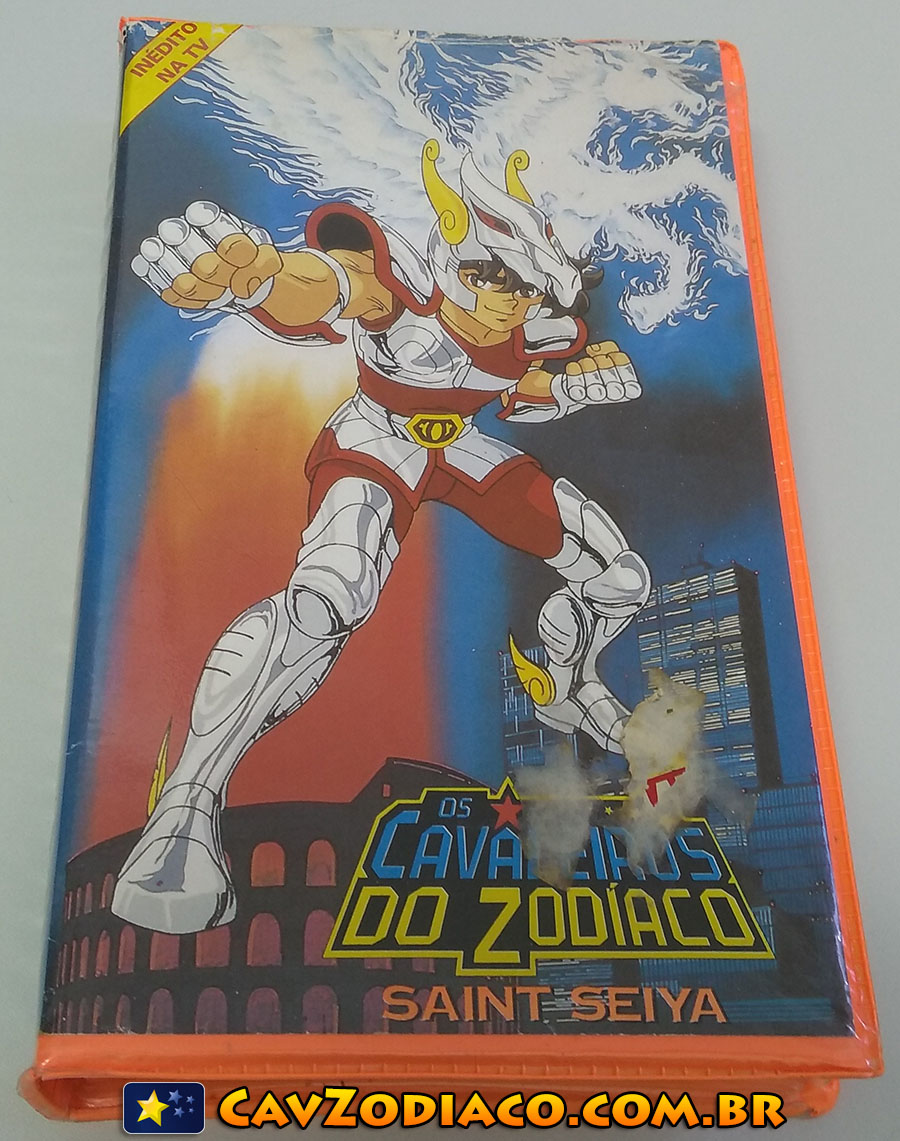 INÉDITO
NA TV
OS
CAVALEIROS
DO ZODÍACO
SAINT SEIYA
CAVZODIACO.COM.BR